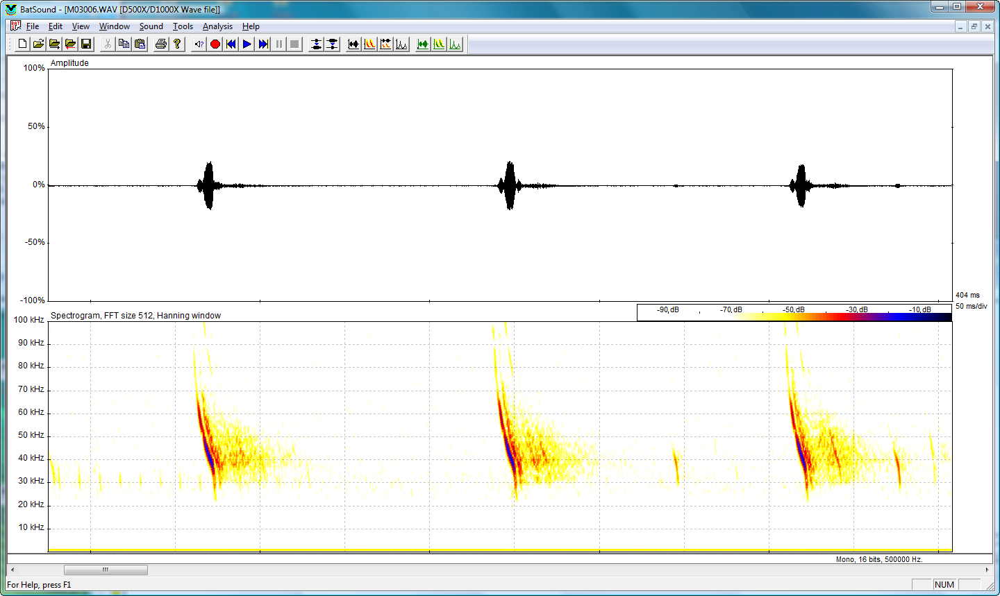 BatSound - [M03006.WAV [D500X/D1000X Wave file]]
File Edit View Window Sound Tools Analysis Help
Amplitude
100%
50%
0%
-50%
-100%
404 ms
50 ms/div
-90,dB -70,dB -50,dB -30,dB -10,dB
Spectrogram, FFT size 512, Hanning window
100 kHz
90 kHz
80 kHz
70 kHz
60 kHz
50 kHz
40 kHz
30 kHz
20 kHz
10 kHz
Mono, 16 bits, 500000 Hz.
For Help, press F1
NUM